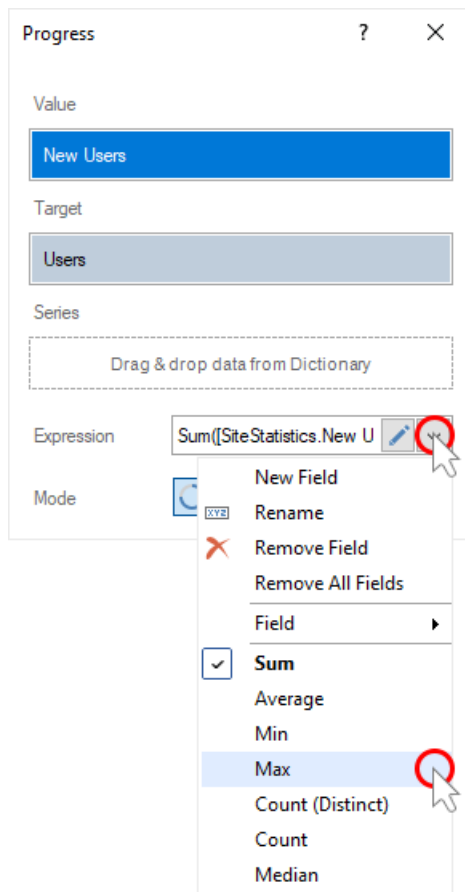 Progress ?
Value
New Users
Target
Users
Series
Drag & drop data from Dictionary
Expression Sum([SiteStatistics.New U
Mode
New Field
XYZ Rename
Remove Field
Remove All Fields
Field
Sum
Average
Min
Max
Count (Distinct)
Count
Median